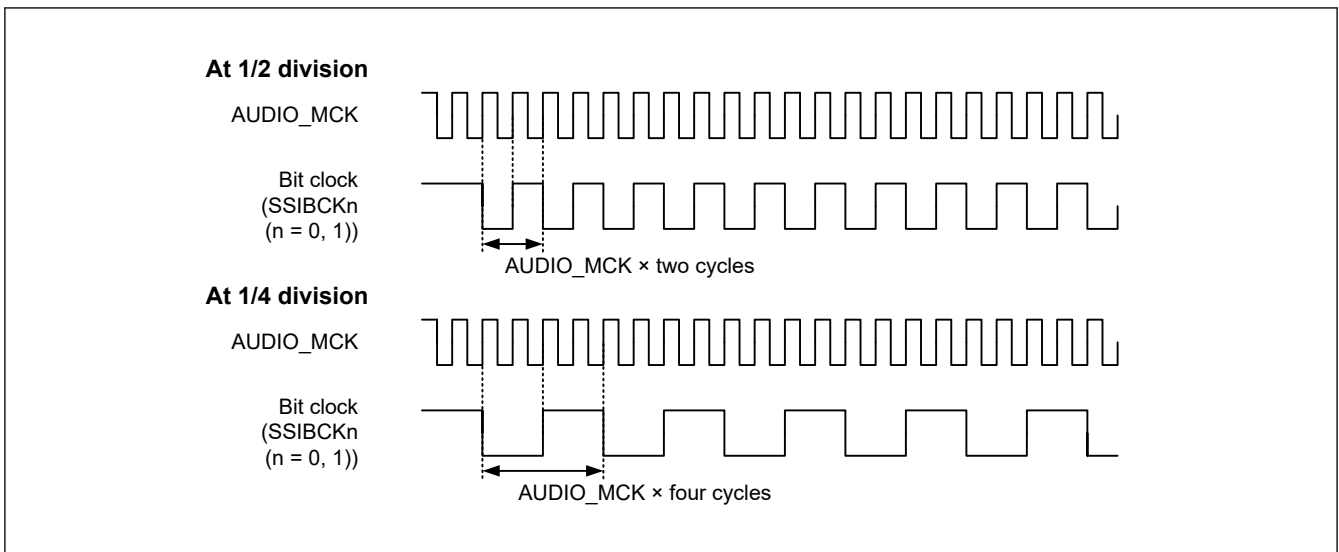 At 1/2 division
AUDIO_MCK
Bit clock
(SSIBCKn
(n = 0, 1))
AUDIO_MCK × two cycles
At 1/4 division
AUDIO_MCK
Bit clock
(SSIBCKn
(n = 0, 1))
AUDIO_MCK × four cycles